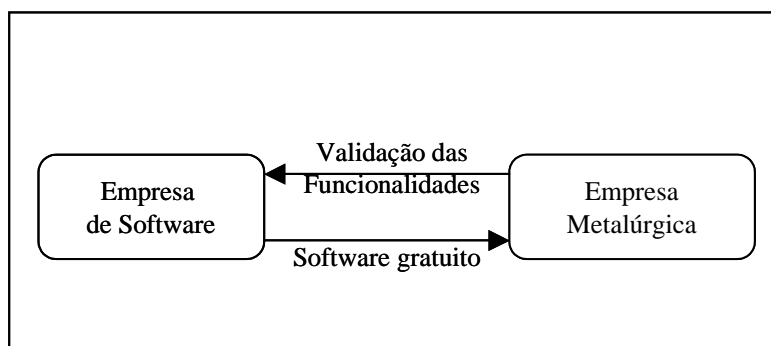 Validação das
Funcionalidades
Empresa
de Software
Empresa
Metalúrgica
Software gratuito